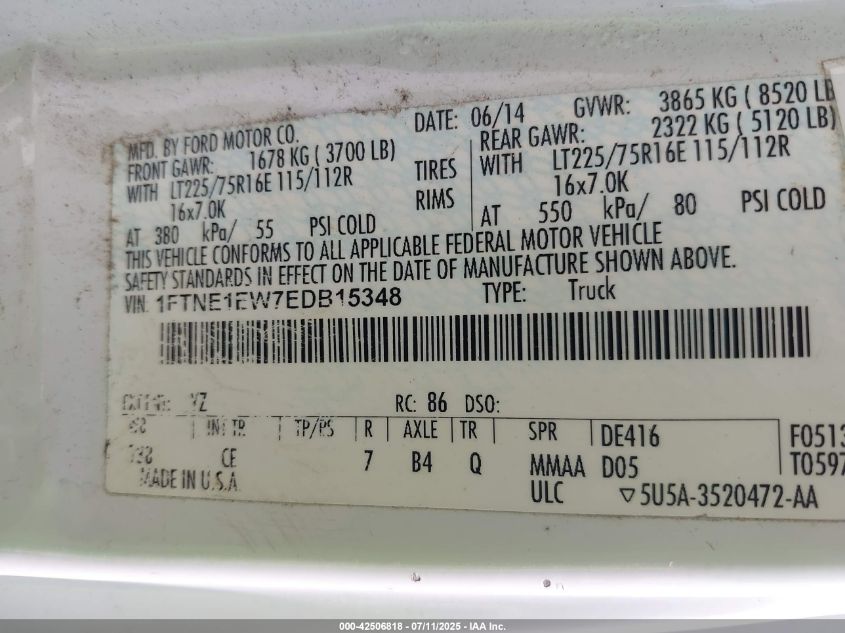 MFD. BY FORD MOTOR CO. DATE: 06/14 GVWR: 3865 KG ( 8520 LB
FRONT GAWR: 1678 KG ( 3700 LB) REAR GAWR: 2322 KG ( 5120 LB)
WITH LT225/75R16E 115/112R TIRES WITH LT225/75R16E 115/112R
16x7.0K RIMS 16x7.0K
AT 380 kPa/ 55 PSI COLD AT 550 kPa/ 80 PSI COLD
THIS VEHICLE CONFORMS TO ALL APPLICABLE FEDERAL MOTOR VEHICLE
SAFETY STANDARDS IN EFFECT ON THE DATE OF MANUFACTURE SHOWN ABOVE.
VIN: 1FTNE1EW7EDB15348 TYPE: Truck
YZ RC: 86 DSO:
INT TR TP/PS R AXLE TR SPR DE416 F0513
CE 7 B4 Q MMAA D05 T0597
MADE IN U.S.A. ULC ▽5U5A-3520472-AA
000-42506818 - 07/11/2025 - IAA Inc.